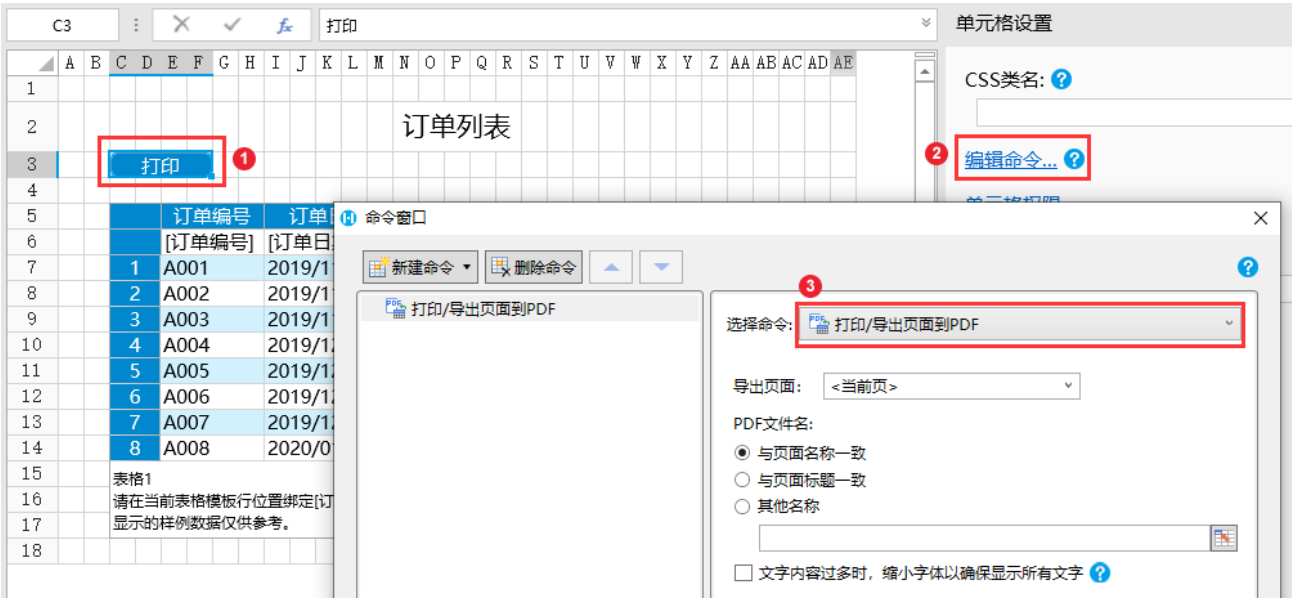 C3
fx
打印
单元格设置
A B C D E F G H I J K L M N O P Q R S T U V W X Y Z AA AB AC AD AE
CSS类名: ?
1
2 订单列表
3 打印 1
2 编辑命令... ?
4
5 订单编号 订单
6 [订单编号] [订单日
7 1 A001 2019/1
8 2 A002 2019/1
9 3 A003 2019/1
10 4 A004 2019/1
11 5 A005 2019/1
12 6 A006 2019/1
13 7 A007 2019/1
14 8 A008 2020/0
15 表格1
16 请在当前表格模板行位置绑定[订
17 显示的样例数据仅供参考。
18
命令窗口
新建命令 删除命令
?
打印/导出页面到PDF
3
选择命令: 打印/导出页面到PDF
导出页面: <当前页>
PDF文件名:
与页面名称一致
与页面标题一致
其他名称
文字内容过多时，缩小字体以确保显示所有文字 ?